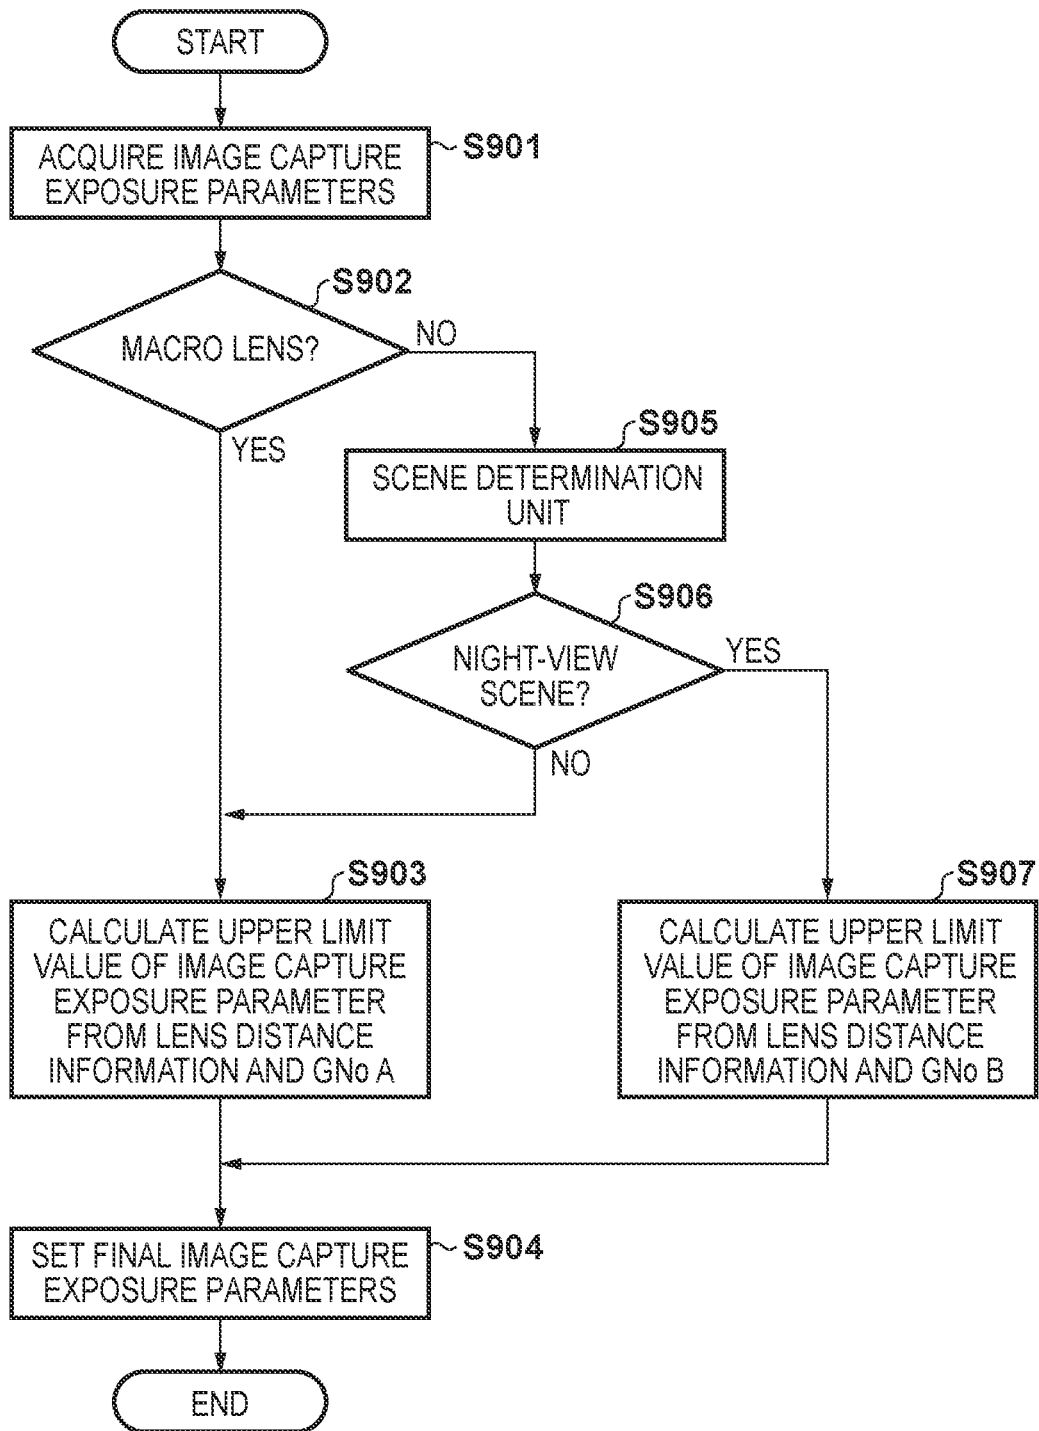 START
S901
ACQUIRE IMAGE CAPTURE
EXPOSURE PARAMETERS
S902
MACRO LENS?
NO
YES
S905
SCENE DETERMINATION
UNIT
S906
NIGHT-VIEW
SCENE?
YES
NO
S903
CALCULATE UPPER LIMIT
VALUE OF IMAGE CAPTURE
EXPOSURE PARAMETER
FROM LENS DISTANCE
INFORMATION AND GNo A
S907
CALCULATE UPPER LIMIT
VALUE OF IMAGE CAPTURE
EXPOSURE PARAMETER
FROM LENS DISTANCE
INFORMATION AND GNo B
S904
SET FINAL IMAGE CAPTURE
EXPOSURE PARAMETERS
END